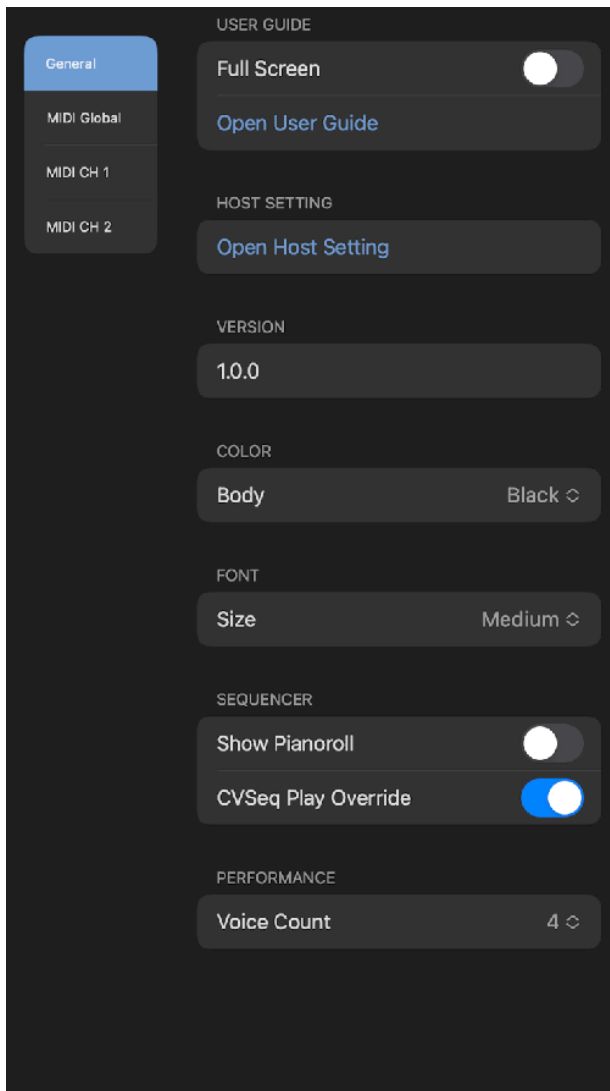 General
MIDI Global
MIDI CH 1
MIDI CH 2
USER GUIDE
Full Screen
Open User Guide
HOST SETTING
Open Host Setting
VERSION
1.0.0
COLOR
Body Black
FONT
Size Medium
SEQUENCER
Show Pianoroll
CVSeq Play Override
PERFORMANCE
Voice Count 4